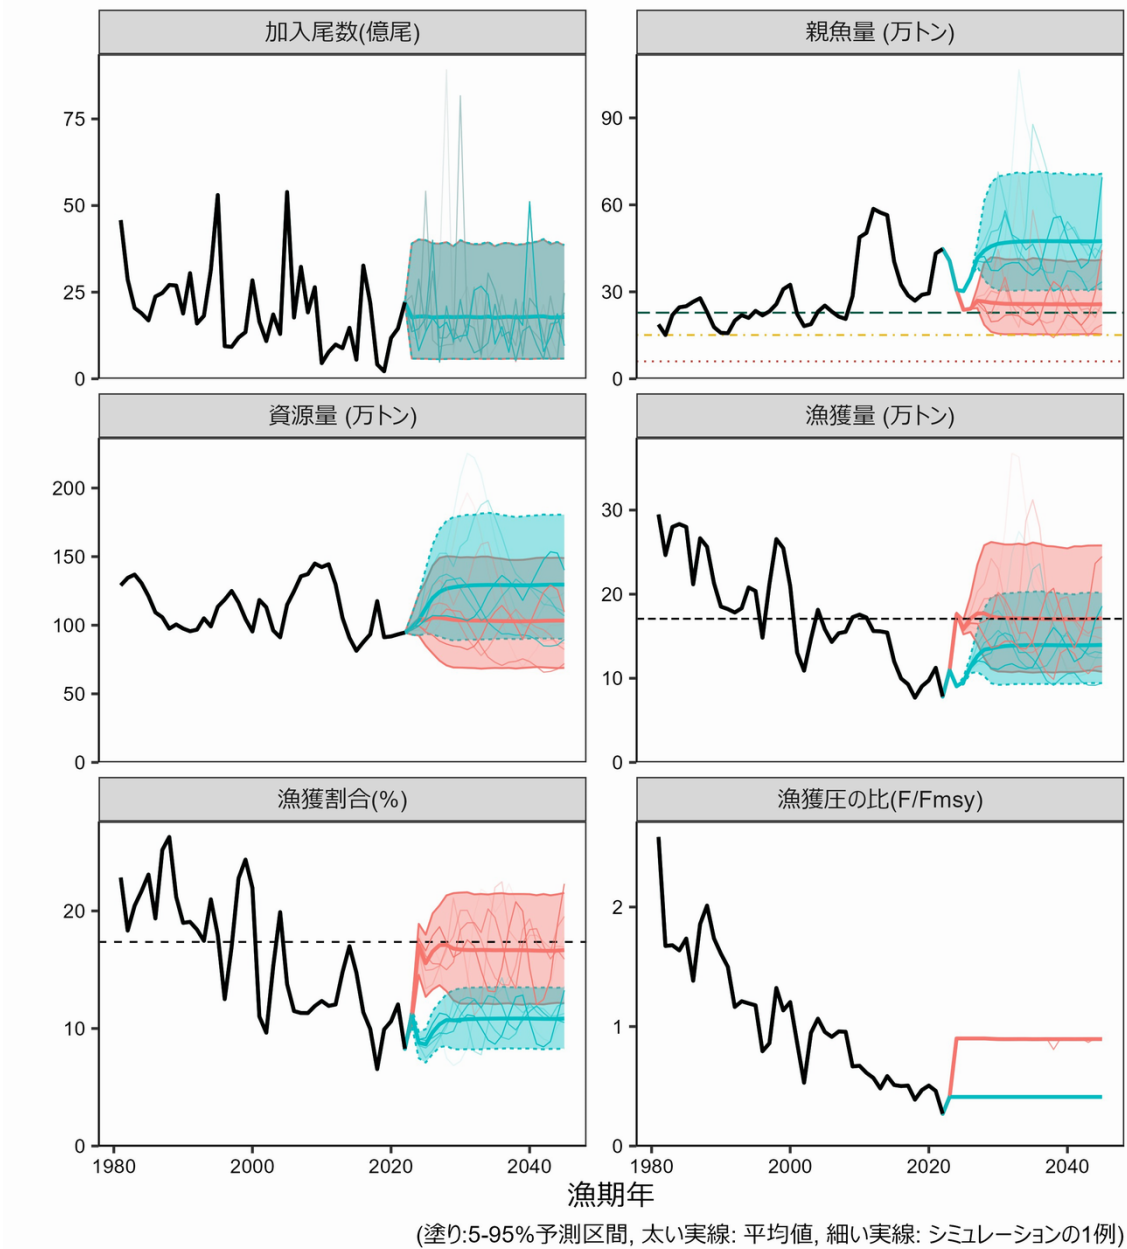 加入尾数(億尾)
親魚量 (万トン)
75
50
25
0
90
60
30
0
資源量 (万トン)
漁獲量 (万トン)
200
150
100
50
0
30
20
10
0
漁獲割合(%)
漁獲圧の比(F/Fmsy)
20
10
0
2
1
0
1980 2000 2020 2040
1980 2000 2020 2040
漁期年
(塗り:5-95%予測区間, 太い実線: 平均値, 細い実線: シミュレーションの1例)